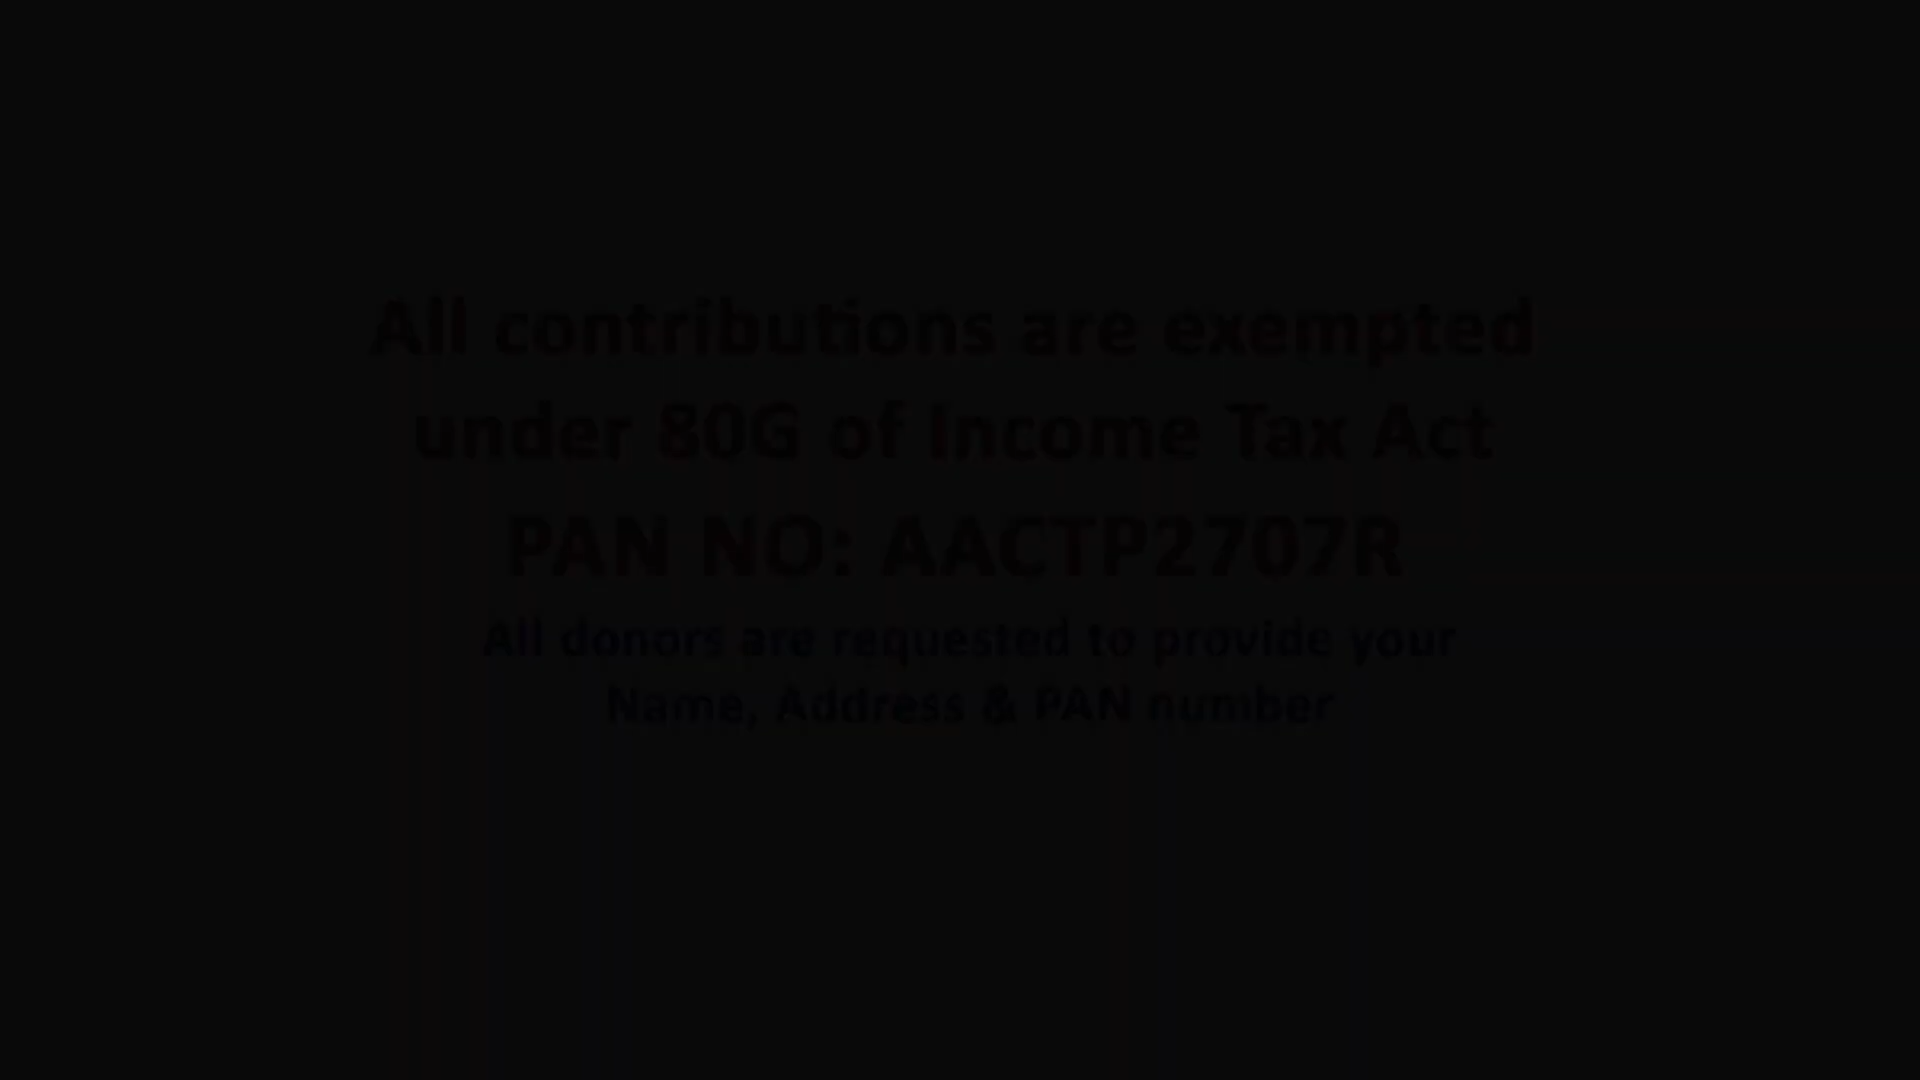 All contributions are exempted
under 80G of Income Tax Act
PAN NO: AACTP2707R
All donors are requested to provide your
Name, Address & PAN number